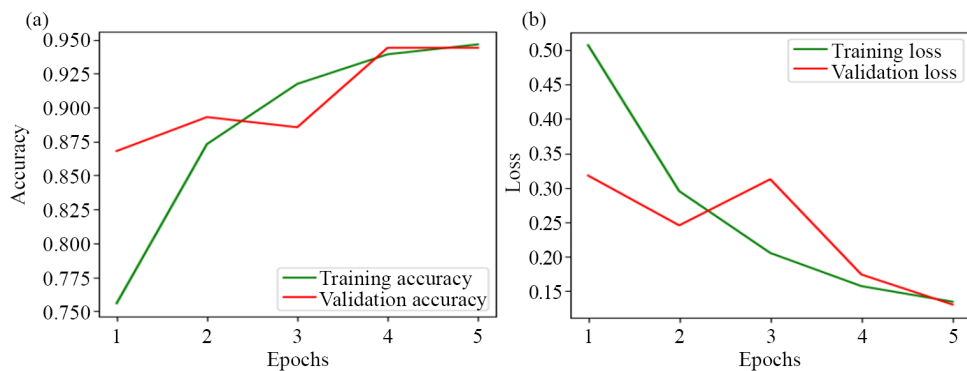 (a)
0.950
0.925
0.900
0.875
0.850
0.825
0.800
0.775
0.750
Accuracy
Training accuracy
Validation accuracy
1 2 3 4 5
Epochs
(b)
0.50
0.45
0.40
0.35
0.30
0.25
0.20
0.15
Loss
Training loss
Validation loss
1 2 3 4 5
Epochs